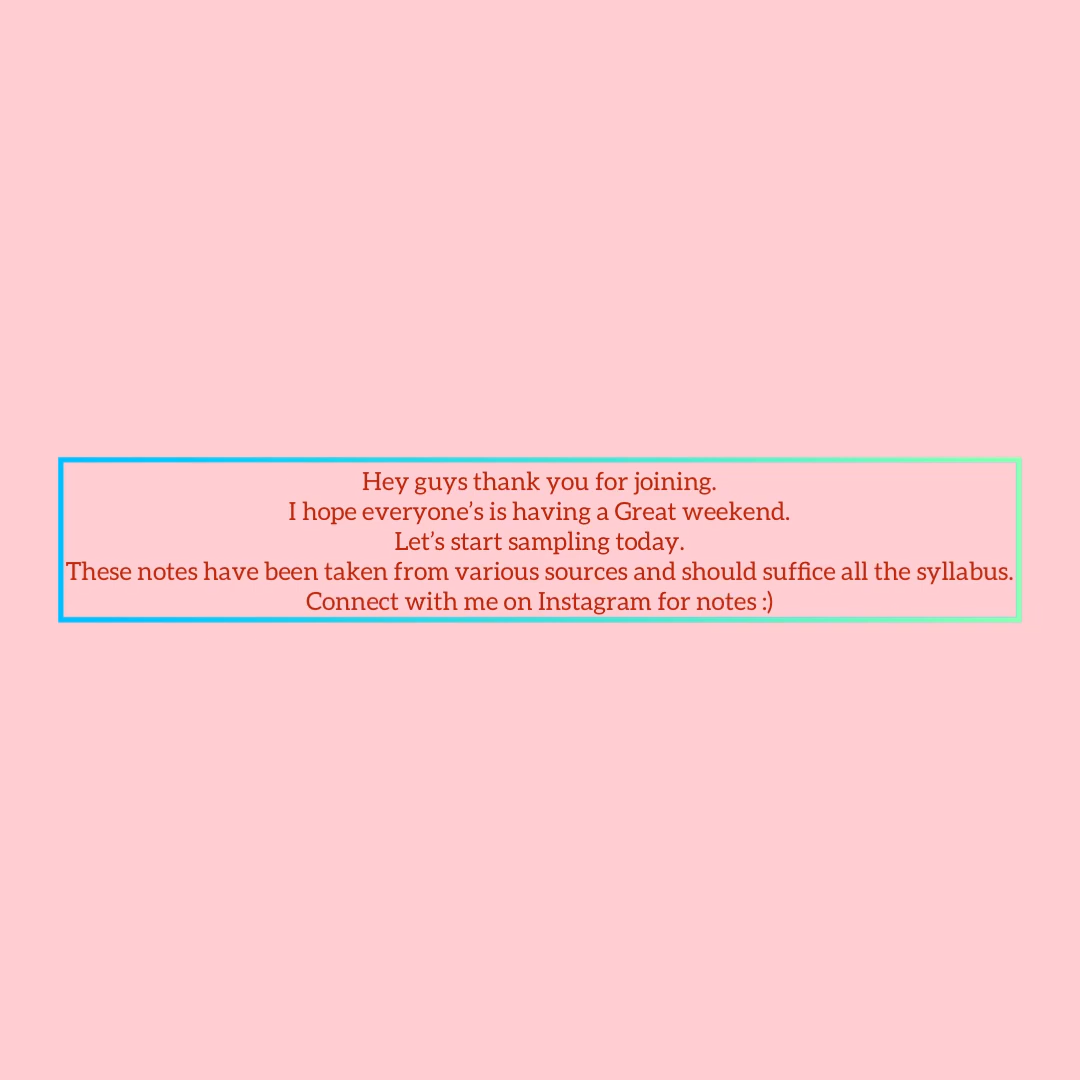 Hey guys thank you for joining.
I hope everyone’s is having a Great weekend.
Let’s start sampling today.
These notes have been taken from various sources and should suffice all the syllabus.
Connect with me on Instagram for notes :)